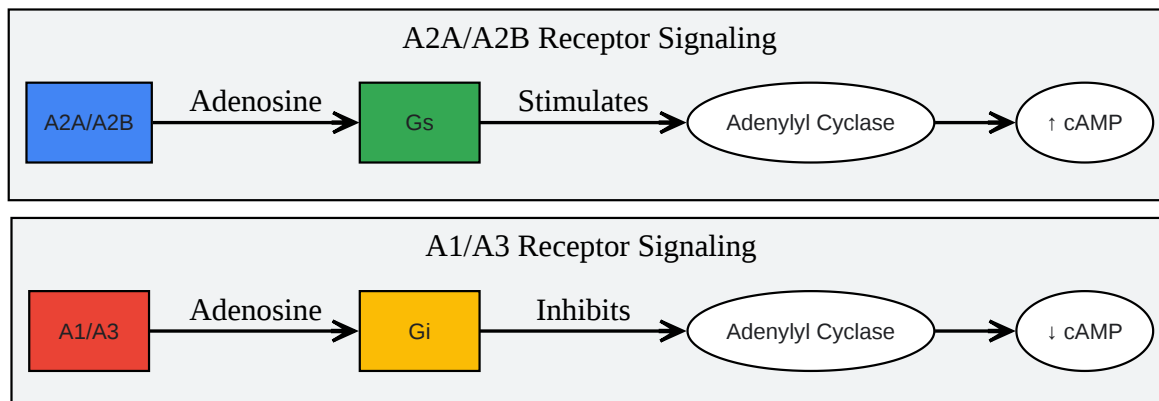 A2A/A2B Receptor Signaling
A2A/A2B
Adenosine
Gs
Stimulates
Adenylyl Cyclase
↑ cAMP
A1/A3 Receptor Signaling
A1/A3
Adenosine
Gi
Inhibits
Adenylyl Cyclase
↓ cAMP